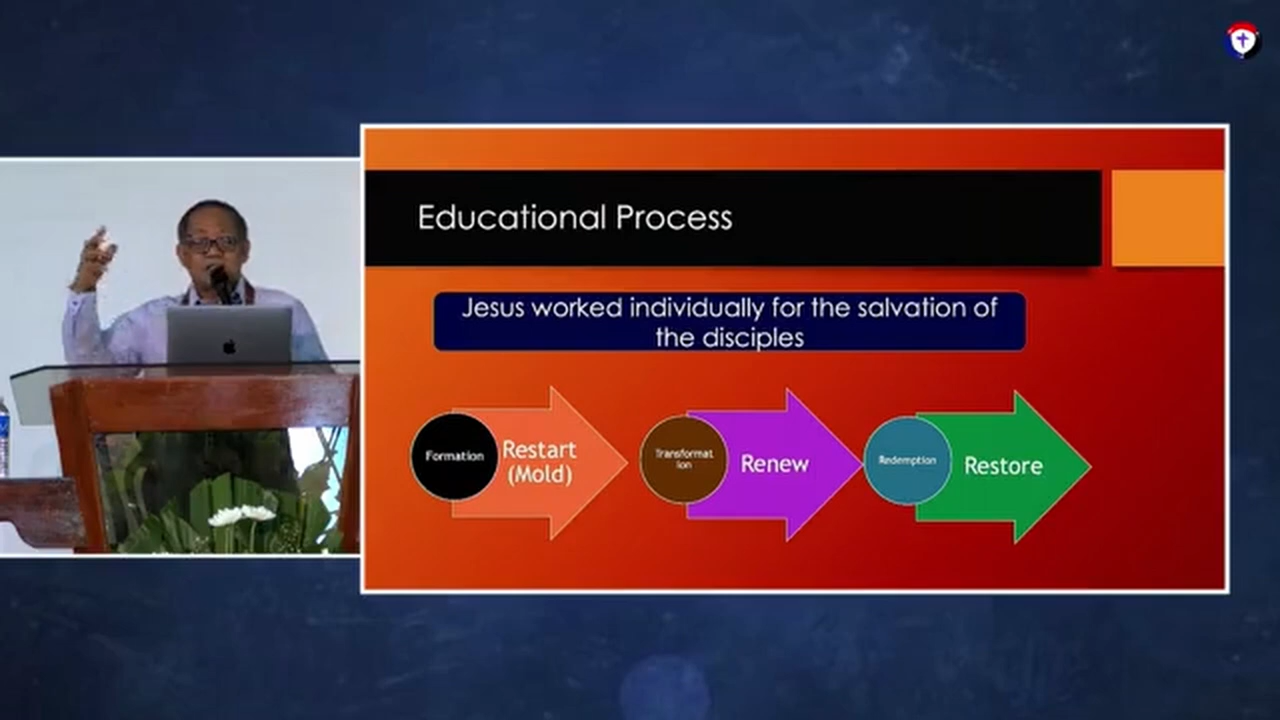 Educational Process
Jesus worked individually for the salvation of
the disciples
Formation
Restart
(Mold)
Transformat
ion
Renew
Redemption
Restore